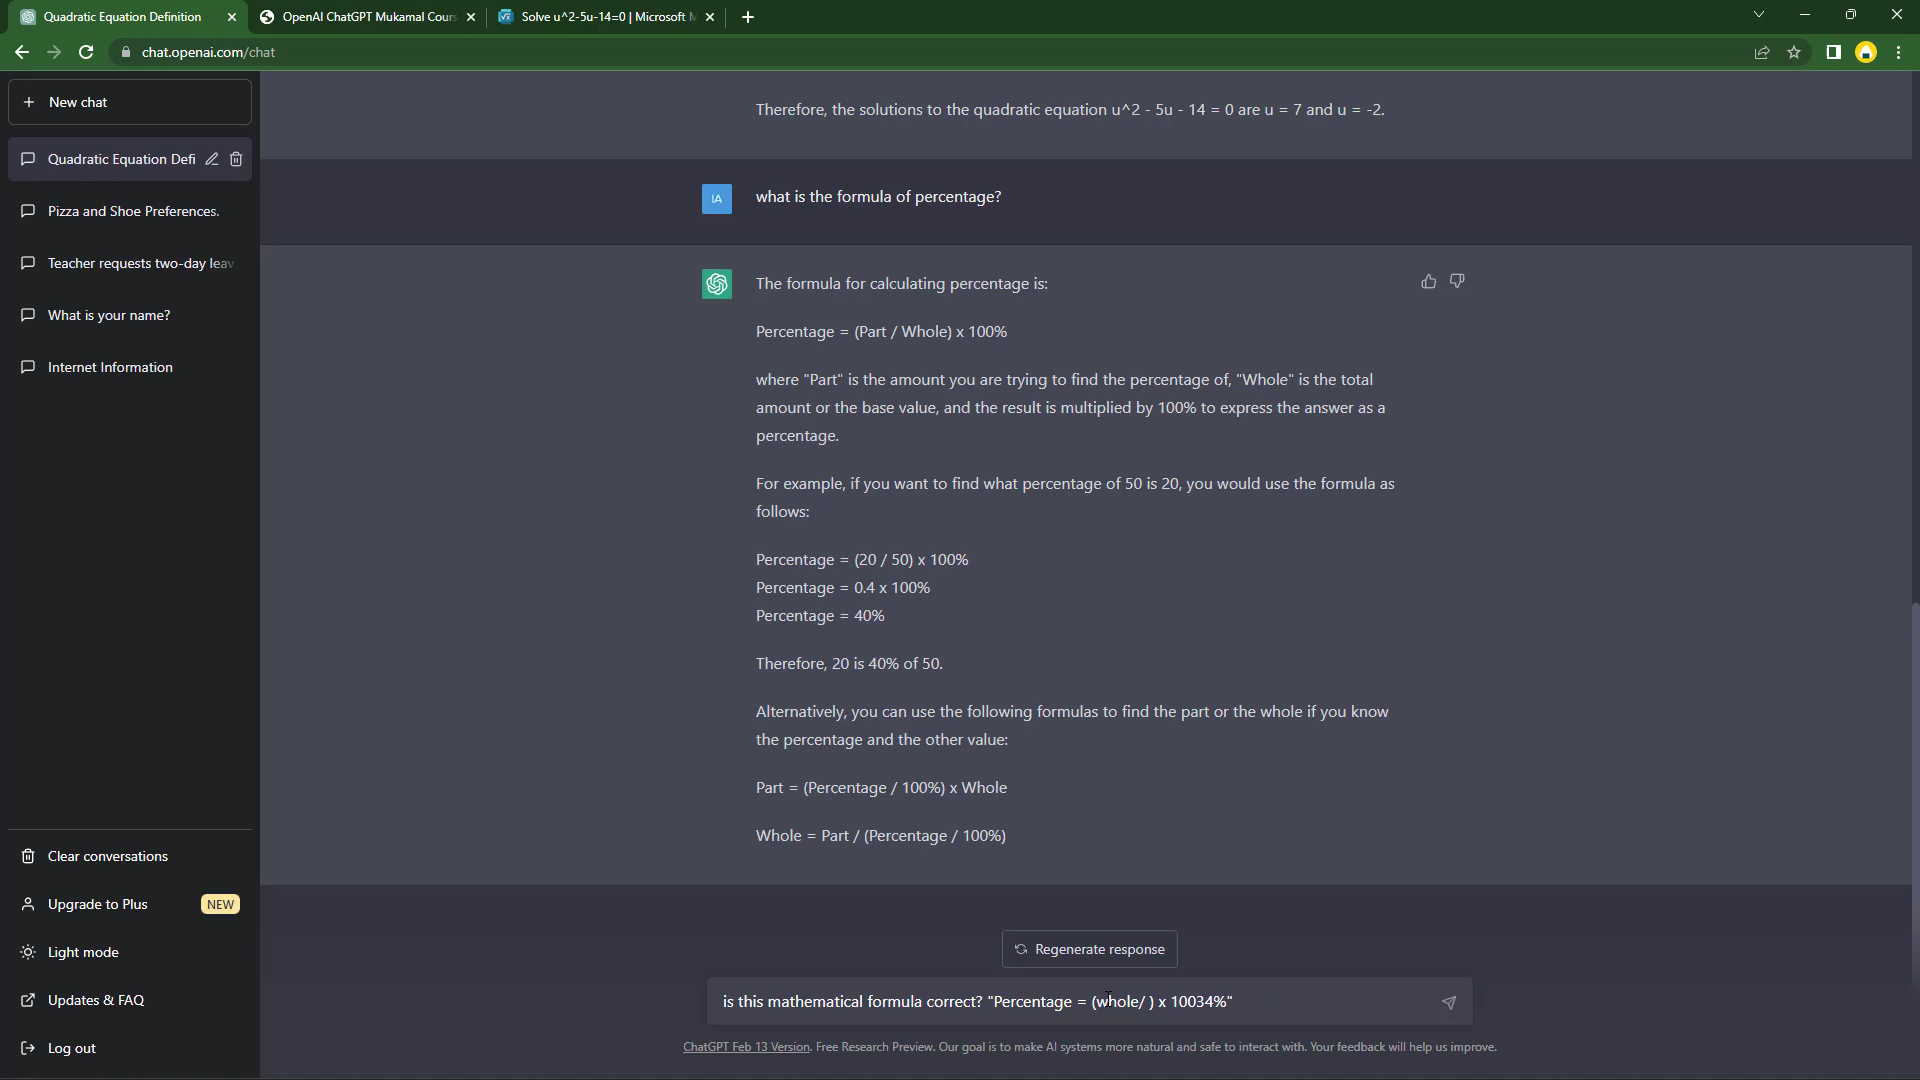 Quadratic Equation Definition
OpenAI ChatGPT Mukamal Cours
Solve u^2-5u-14=0 | Microsoft M
chat.openai.com/chat
New chat
Quadratic Equation Defi
Pizza and Shoe Preferences.
Teacher requests two-day leav
What is your name?
Internet Information
Clear conversations
Upgrade to Plus NEW
Light mode
Updates & FAQ
Log out
Therefore, the solutions to the quadratic equation u^2 - 5u - 14 = 0 are u = 7 and u = -2.
IA what is the formula of percentage?
The formula for calculating percentage is:
Percentage = (Part / Whole) x 100%
where "Part" is the amount you are trying to find the percentage of, "Whole" is the total
amount or the base value, and the result is multiplied by 100% to express the answer as a
percentage.
For example, if you want to find what percentage of 50 is 20, you would use the formula as
follows:
Percentage = (20 / 50) x 100%
Percentage = 0.4 x 100%
Percentage = 40%
Therefore, 20 is 40% of 50.
Alternatively, you can use the following formulas to find the part or the whole if you know
the percentage and the other value:
Part = (Percentage / 100%) x Whole
Whole = Part / (Percentage / 100%)
Regenerate response
is this mathematical formula correct? "Percentage = (whole/ ) x 10034%"
ChatGPT Feb 13 Version. Free Research Preview. Our goal is to make AI systems more natural and safe to interact with. Your feedback will help us improve.